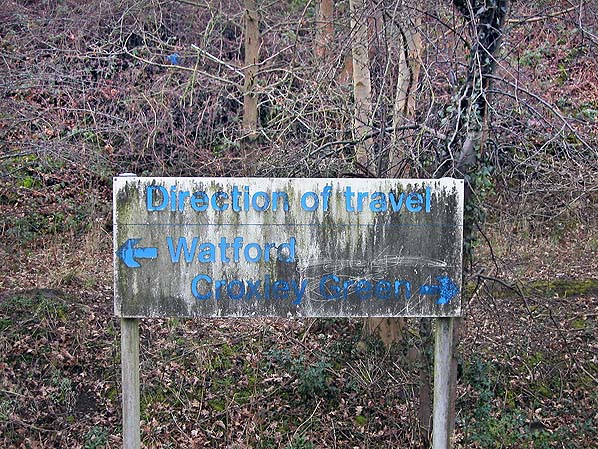 Direction of travel
Watford
Croxley Green